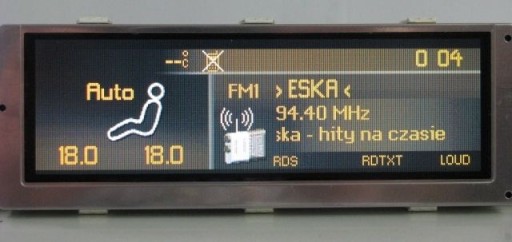 --°C 0 04
Auto
18.0 18.0
FM1 › ESKA ‹
94.40 MHz
ska - hity na czasie
RDS RDTXT LOUD